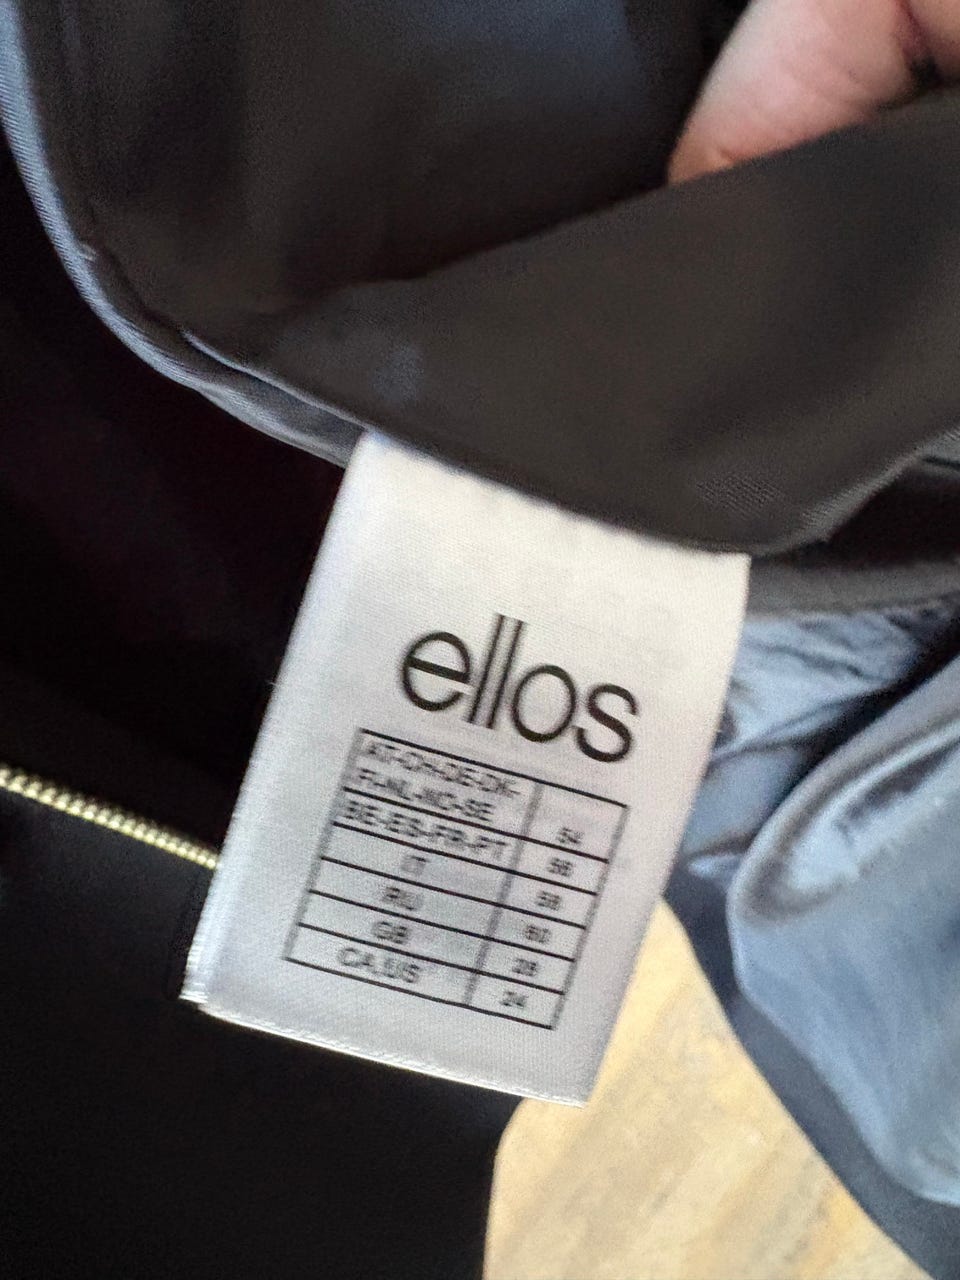 ellos
AT-CH-DE-DK-
FI-NL-NO-SE 54
BE-ES-FR-PT 56
IT 58
RU 60
GB 28
CA,US 24